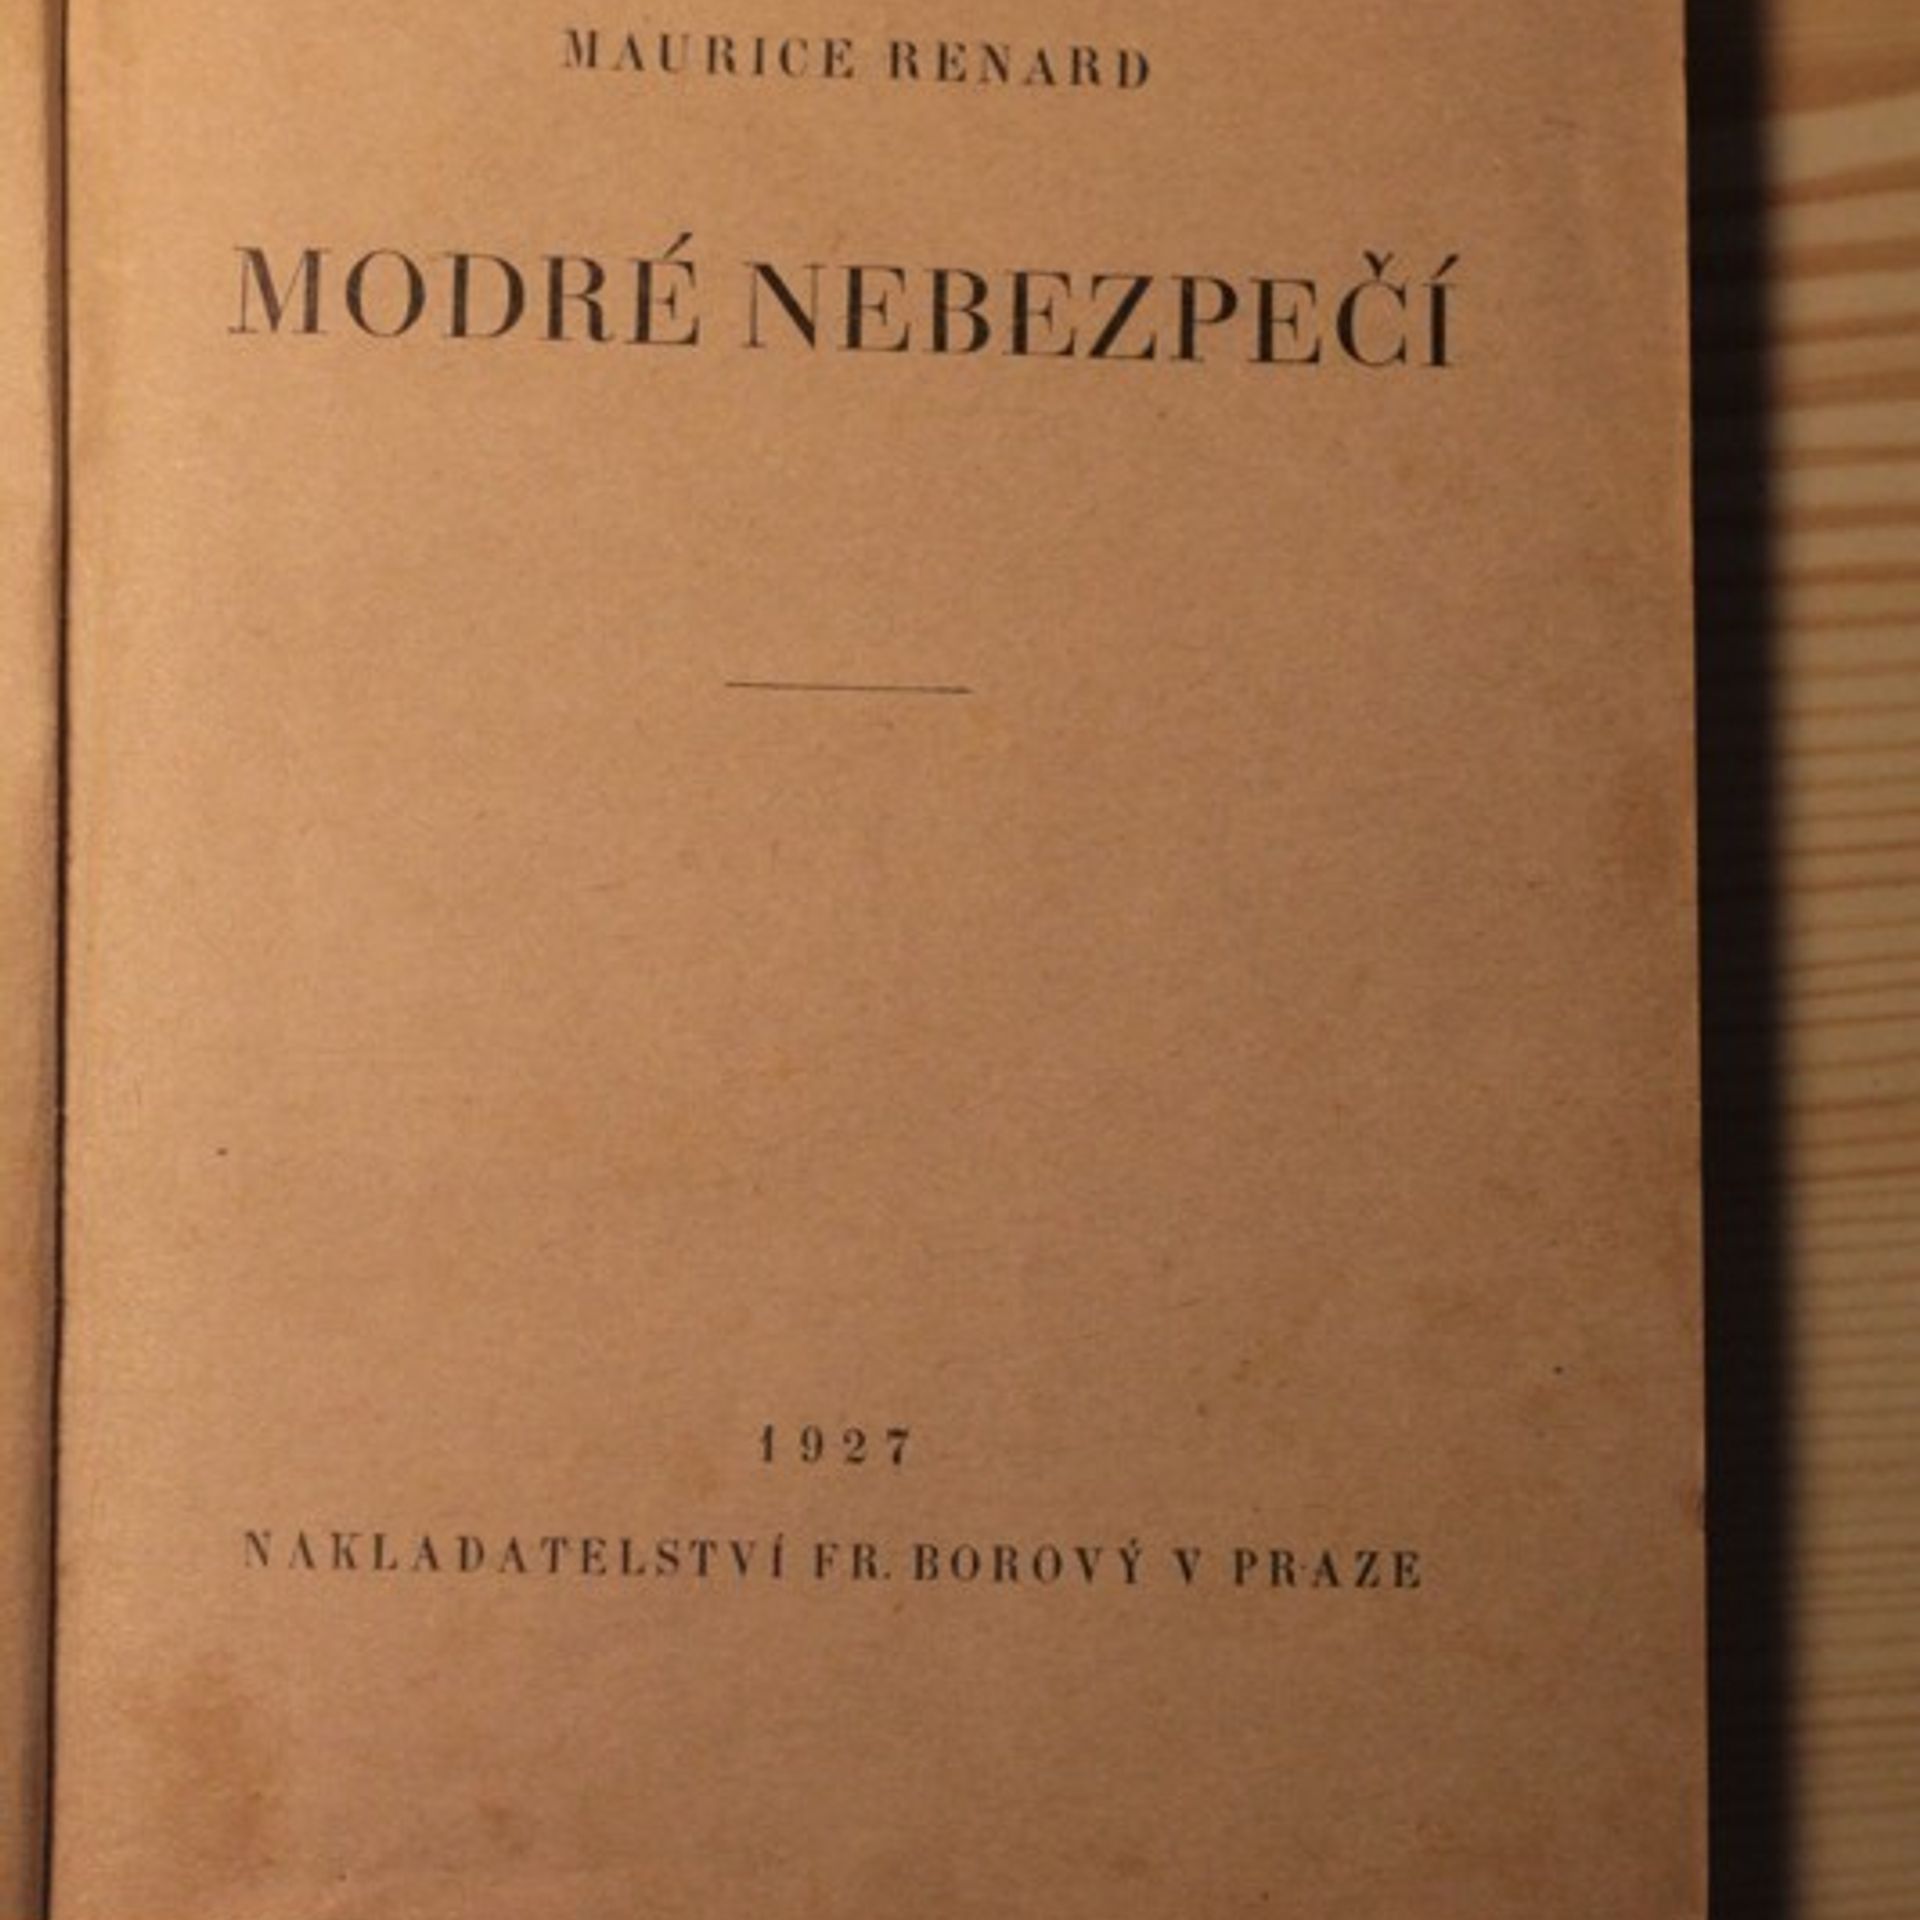 MAURICE RENARD
MODRÉ NEBEZPEČÍ
1927
NAKLADATELSTVÍ FR. BOROVÝ V PRAZE